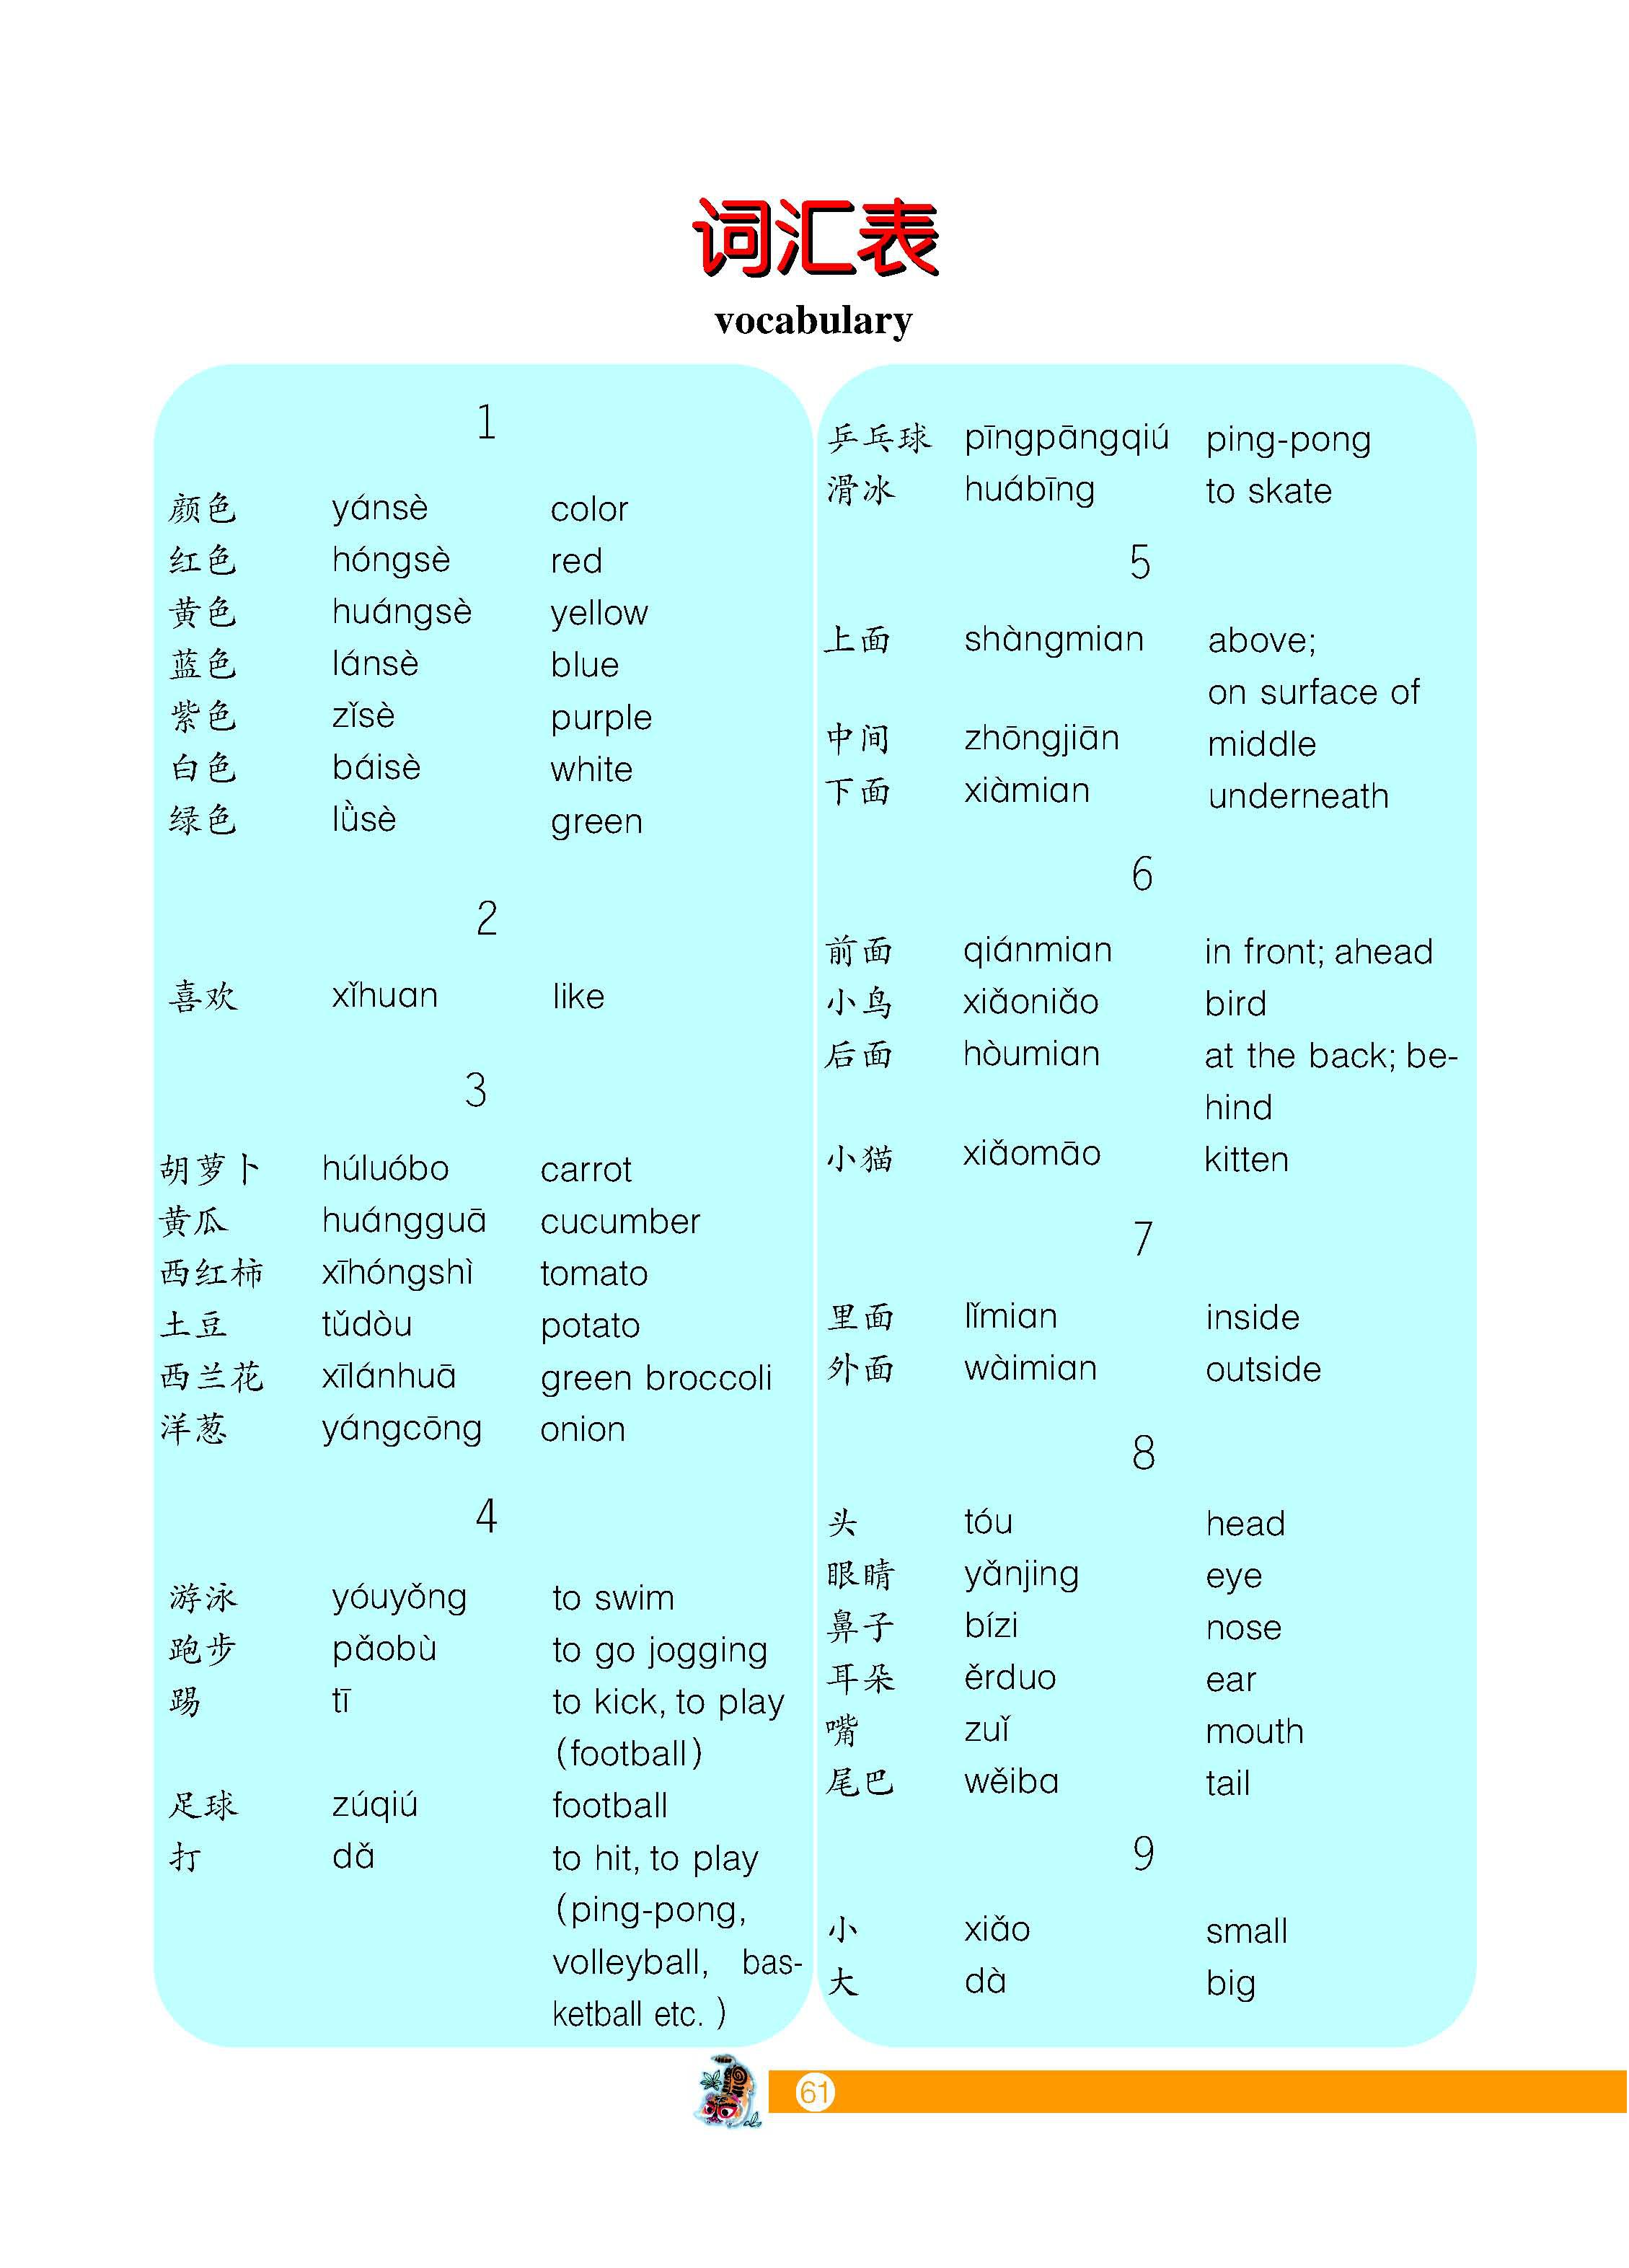 词汇表
vocabulary
1
颜色 yánsè color
红色 hóngsè red
黄色 huángsè yellow
蓝色 lánsè blue
紫色 zǐsè purple
白色 báisè white
绿色 lǜsè green
2
喜欢 xǐhuan like
3
胡萝卜 húluóbo carrot
黄瓜 huángguā cucumber
西红柿 xīhóngshì tomato
土豆 tǔdòu potato
西兰花 xīlánhuā green broccoli
洋葱 yángcōng onion
4
游泳 yóuyǒng to swim
跑步 pǎobù to go jogging
踢 tī to kick, to play
(football)
足球 zúqiú football
打 dǎ to hit, to play
(ping-pong,
volleyball, bas-
ketball etc. )
乒乓球 pīngpāngqiú ping-pong
滑冰 huábīng to skate
5
上面 shàngmian above;
on surface of
中间 zhōngjiān middle
下面 xiàmian underneath
6
前面 qiánmian in front; ahead
小鸟 xiǎoniǎo bird
后面 hòumian at the back; be-
hind
小猫 xiǎomāo kitten
7
里面 lǐmian inside
外面 wàimian outside
8
头 tóu head
眼睛 yǎnjing eye
鼻子 bízi nose
耳朵 ěrduo ear
嘴 zuǐ mouth
尾巴 wěiba tail
9
小 xiǎo small
大 dà big
61